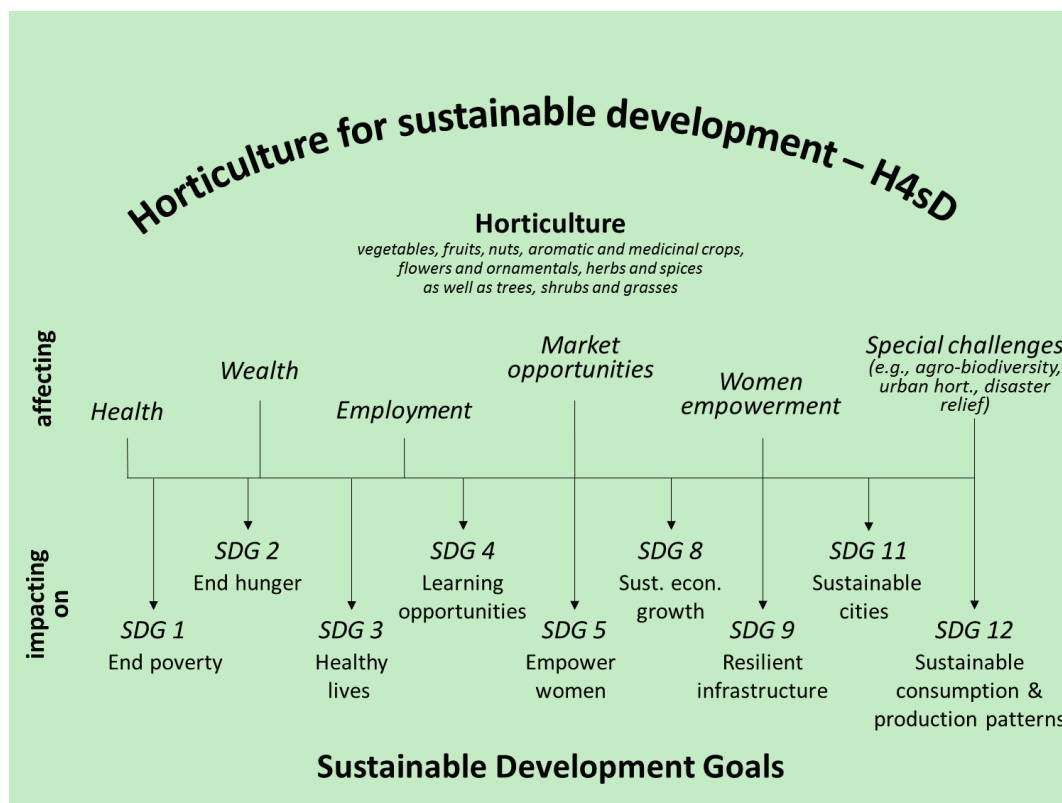 Horticulture for sustainable development – H4sD
Horticulture
vegetables, fruits, nuts, aromatic and medicinal crops,
flowers and ornamentals, herbs and spices
as well as trees, shrubs and grasses
affecting
Health
Wealth
Employment
Market
opportunities
Women
empowerment
Special challenges
(e.g., agro-biodiversity,
urban hort., disaster
relief)
impacting
on
SDG 1
End poverty
SDG 2
End hunger
SDG 3
Healthy
lives
SDG 4
Learning
opportunities
SDG 5
Empower
women
SDG 8
Sust. econ.
growth
SDG 9
Resilient
infrastructure
SDG 11
Sustainable
cities
SDG 12
Sustainable
consumption &
production patterns
Sustainable Development Goals